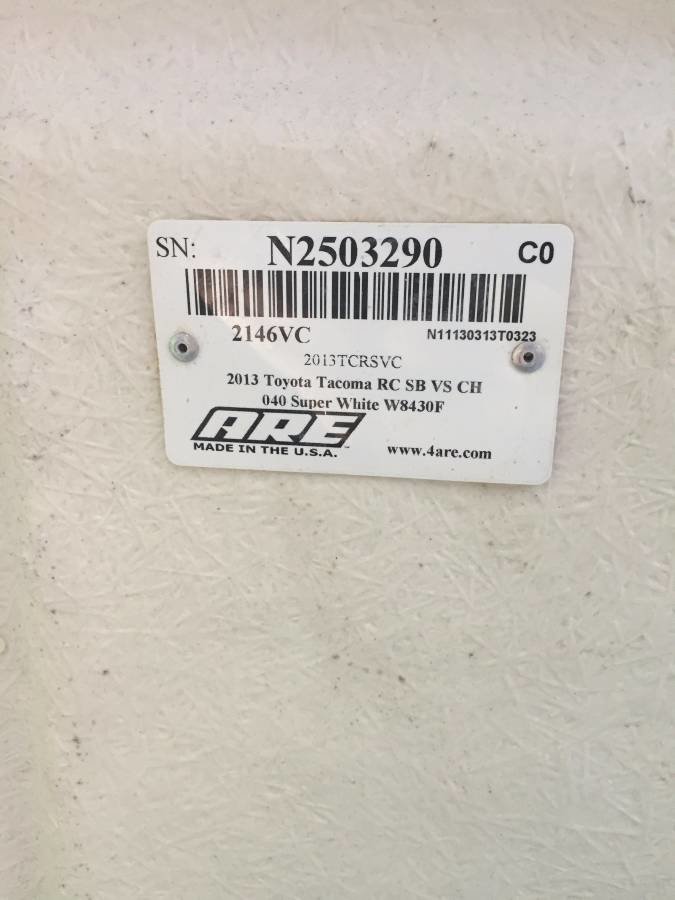 SN: N2503290 C0
2146VC N11130313T0323
2013TCRSVC
2013 Toyota Tacoma RC SB VS CH
040 Super White W8430F
ARE
MADE IN THE U.S.A. www.4are.com